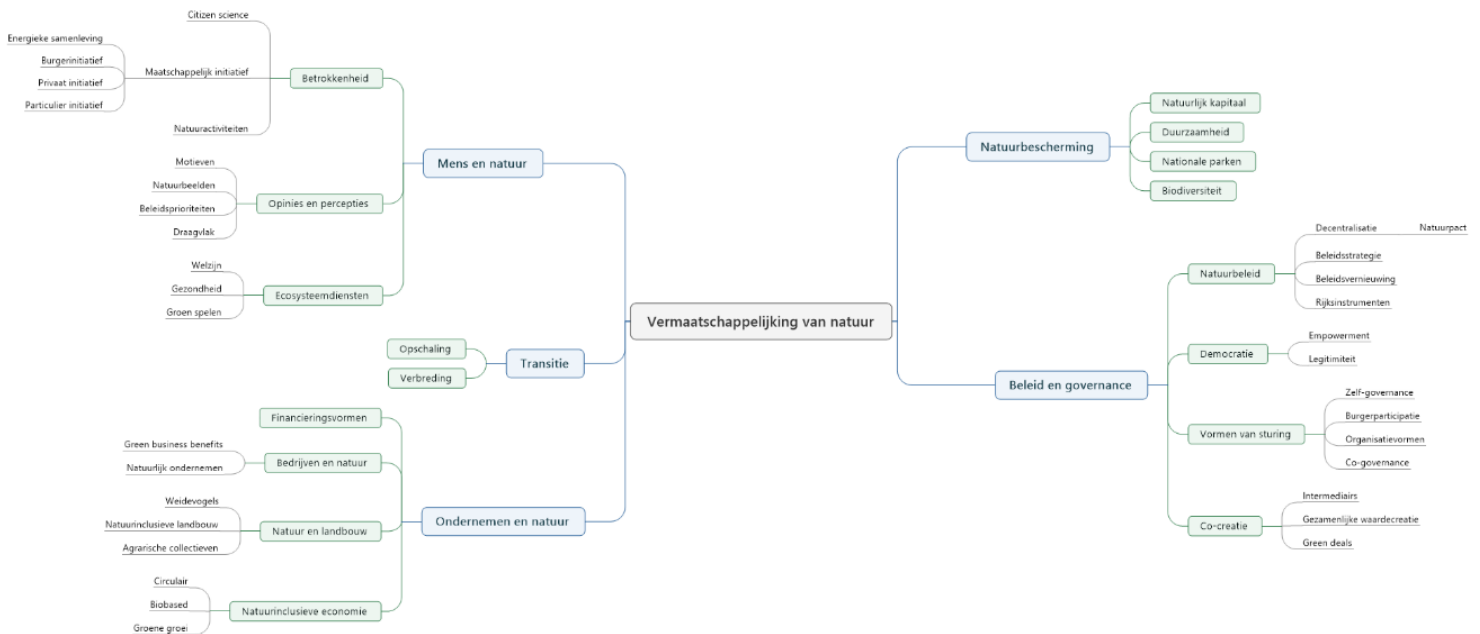 Vermaatschappelijking van natuur
Mens en natuur
Betrokkenheid
Citizen science
Maatschappelijk initiatief
Energieke samenleving
Burgerinitiatief
Privaat initiatief
Particulier initiatief
Natuuractiviteiten
Opinies en percepties
Motieven
Natuurbeelden
Beleidsprioriteiten
Draagvlak
Ecosysteemdiensten
Welzijn
Gezondheid
Groen spelen
Transitie
Opschaling
Verbreding
Ondernemen en natuur
Financieringsvormen
Bedrijven en natuur
Green business benefits
Natuurlijk ondernemen
Natuur en landbouw
Weidevogels
Natuurinclusieve landbouw
Agrarische collectieven
Natuurinclusieve economie
Circulair
Biobased
Groene groei
Natuurbescherming
Natuurlijk kapitaal
Duurzaamheid
Nationale parken
Biodiversiteit
Beleid en governance
Natuurbeleid
Decentralisatie
Natuurpact
Beleidsstrategie
Beleidsvernieuwing
Rijksinstrumenten
Democratie
Empowerment
Legitimiteit
Vormen van sturing
Zelf-governance
Burgerparticipatie
Organisatievormen
Co-governance
Co-creatie
Intermediairs
Gezamenlijke waardecreatie
Green deals